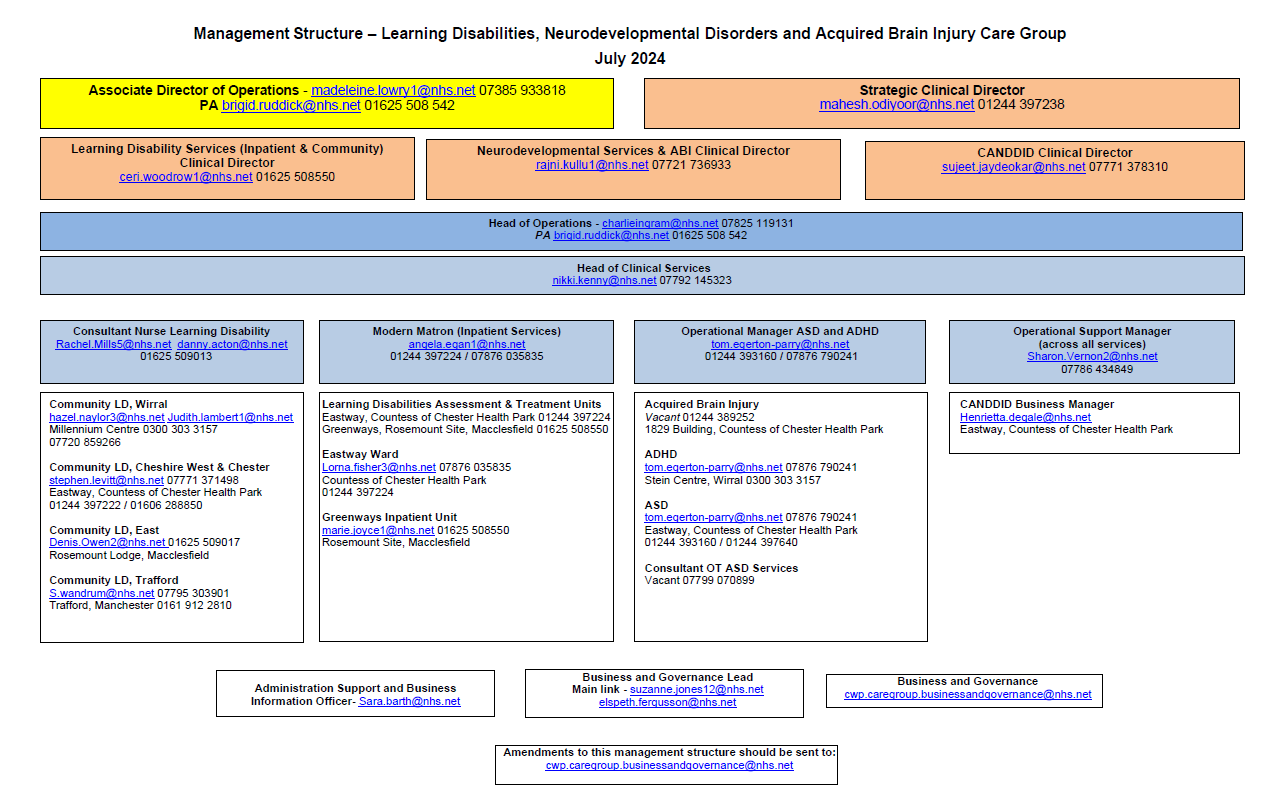 Management Structure – Learning Disabilities, Neurodevelopmental Disorders and Acquired Brain Injury Care Group
July 2024
Associate Director of Operations - madeleine.lowry1@nhs.net 07385 933818
PA brigid.ruddick@nhs.net 01625 508 542
Strategic Clinical Director
mahesh.odiyoor@nhs.net 01244 397238
Learning Disability Services (Inpatient & Community)
Clinical Director
ceri.woodrow1@nhs.net 01625 508550
Neurodevelopmental Services & ABI Clinical Director
rajni.kullu1@nhs.net 07721 736933
CANDDID Clinical Director
sujeet.jaydeokar@nhs.net 07771 378310
Head of Operations - charlieingram@nhs.net 07825 119131
PA brigid.ruddick@nhs.net 01625 508 542
Head of Clinical Services
nikki.kenny@nhs.net 07792 145323
Consultant Nurse Learning Disability
Rachel.Mills5@nhs.net danny.acton@nhs.net
01625 509013
Modern Matron (Inpatient Services)
angela.egan1@nhs.net
01244 397224 / 07876 035835
Operational Manager ASD and ADHD
tom.egerton-parry@nhs.net
01244 393160 / 07876 790241
Operational Support Manager
(across all services)
Sharon.Vernon2@nhs.net
07786 434849
Community LD, Wirral
hazel.naylor3@nhs.net Judith.lambert1@nhs.net
Millennium Centre 0300 303 3157
07720 859266
Community LD, Cheshire West & Chester
stephen.levitt@nhs.net 07771 371498
Eastway, Countess of Chester Health Park
01244 397222 / 01606 288850
Community LD, East
Denis.Owen2@nhs.net 01625 509017
Rosemount Lodge, Macclesfield
Community LD, Trafford
S.wandrum@nhs.net 07795 303901
Trafford, Manchester 0161 912 2810
Learning Disabilities Assessment & Treatment Units
Eastway, Countess of Chester Health Park 01244 397224
Greenways, Rosemount Site, Macclesfield 01625 508550
Eastway Ward
Lorna.fisher3@nhs.net 07876 035835
Countess of Chester Health Park
01244 397224
Greenways Inpatient Unit
marie.joyce1@nhs.net 01625 508550
Rosemount Site, Macclesfield
Acquired Brain Injury
Vacant 01244 389252
1829 Building, Countess of Chester Health Park
ADHD
tom.egerton-parry@nhs.net 07876 790241
Stein Centre, Wirral 0300 303 3157
ASD
tom.egerton-parry@nhs.net 07876 790241
Eastway, Countess of Chester Health Park
01244 393160 / 01244 397640
Consultant OT ASD Services
Vacant 07799 070899
CANDDID Business Manager
Henrietta.degale@nhs.net
Eastway, Countess of Chester Health Park
Administration Support and Business
Information Officer- Sara.barth@nhs.net
Business and Governance Lead
Main link - suzanne.jones12@nhs.net
elspeth.fergusson@nhs.net
Business and Governance
cwp.caregroup.businessandgovernance@nhs.net
Amendments to this management structure should be sent to:
cwp.caregroup.businessandgovernance@nhs.net